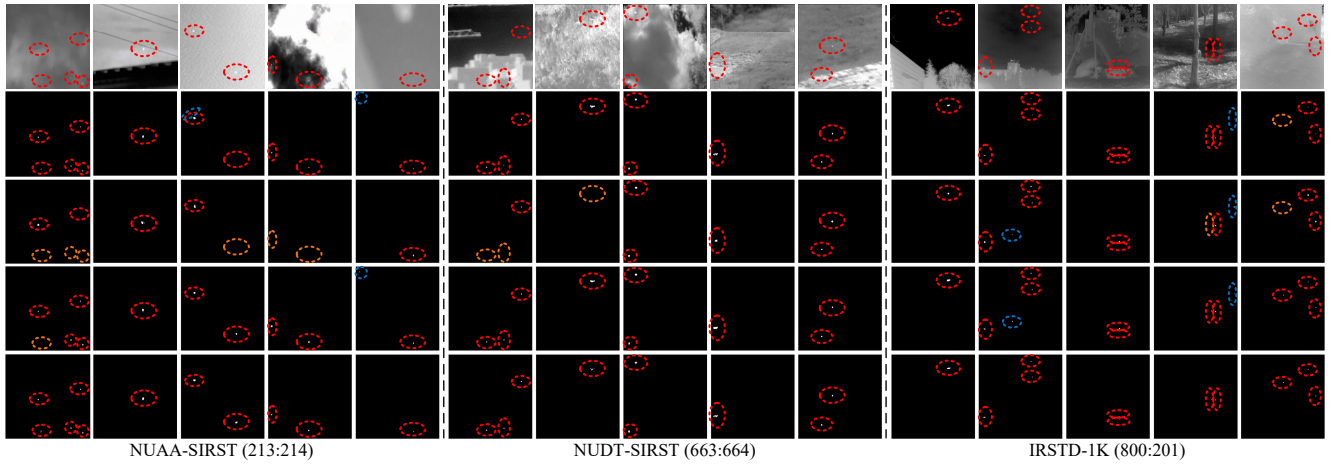 NUAA-SIRST (213:214)
NUDT-SIRST (663:664)
IRSTD-1K (800:201)